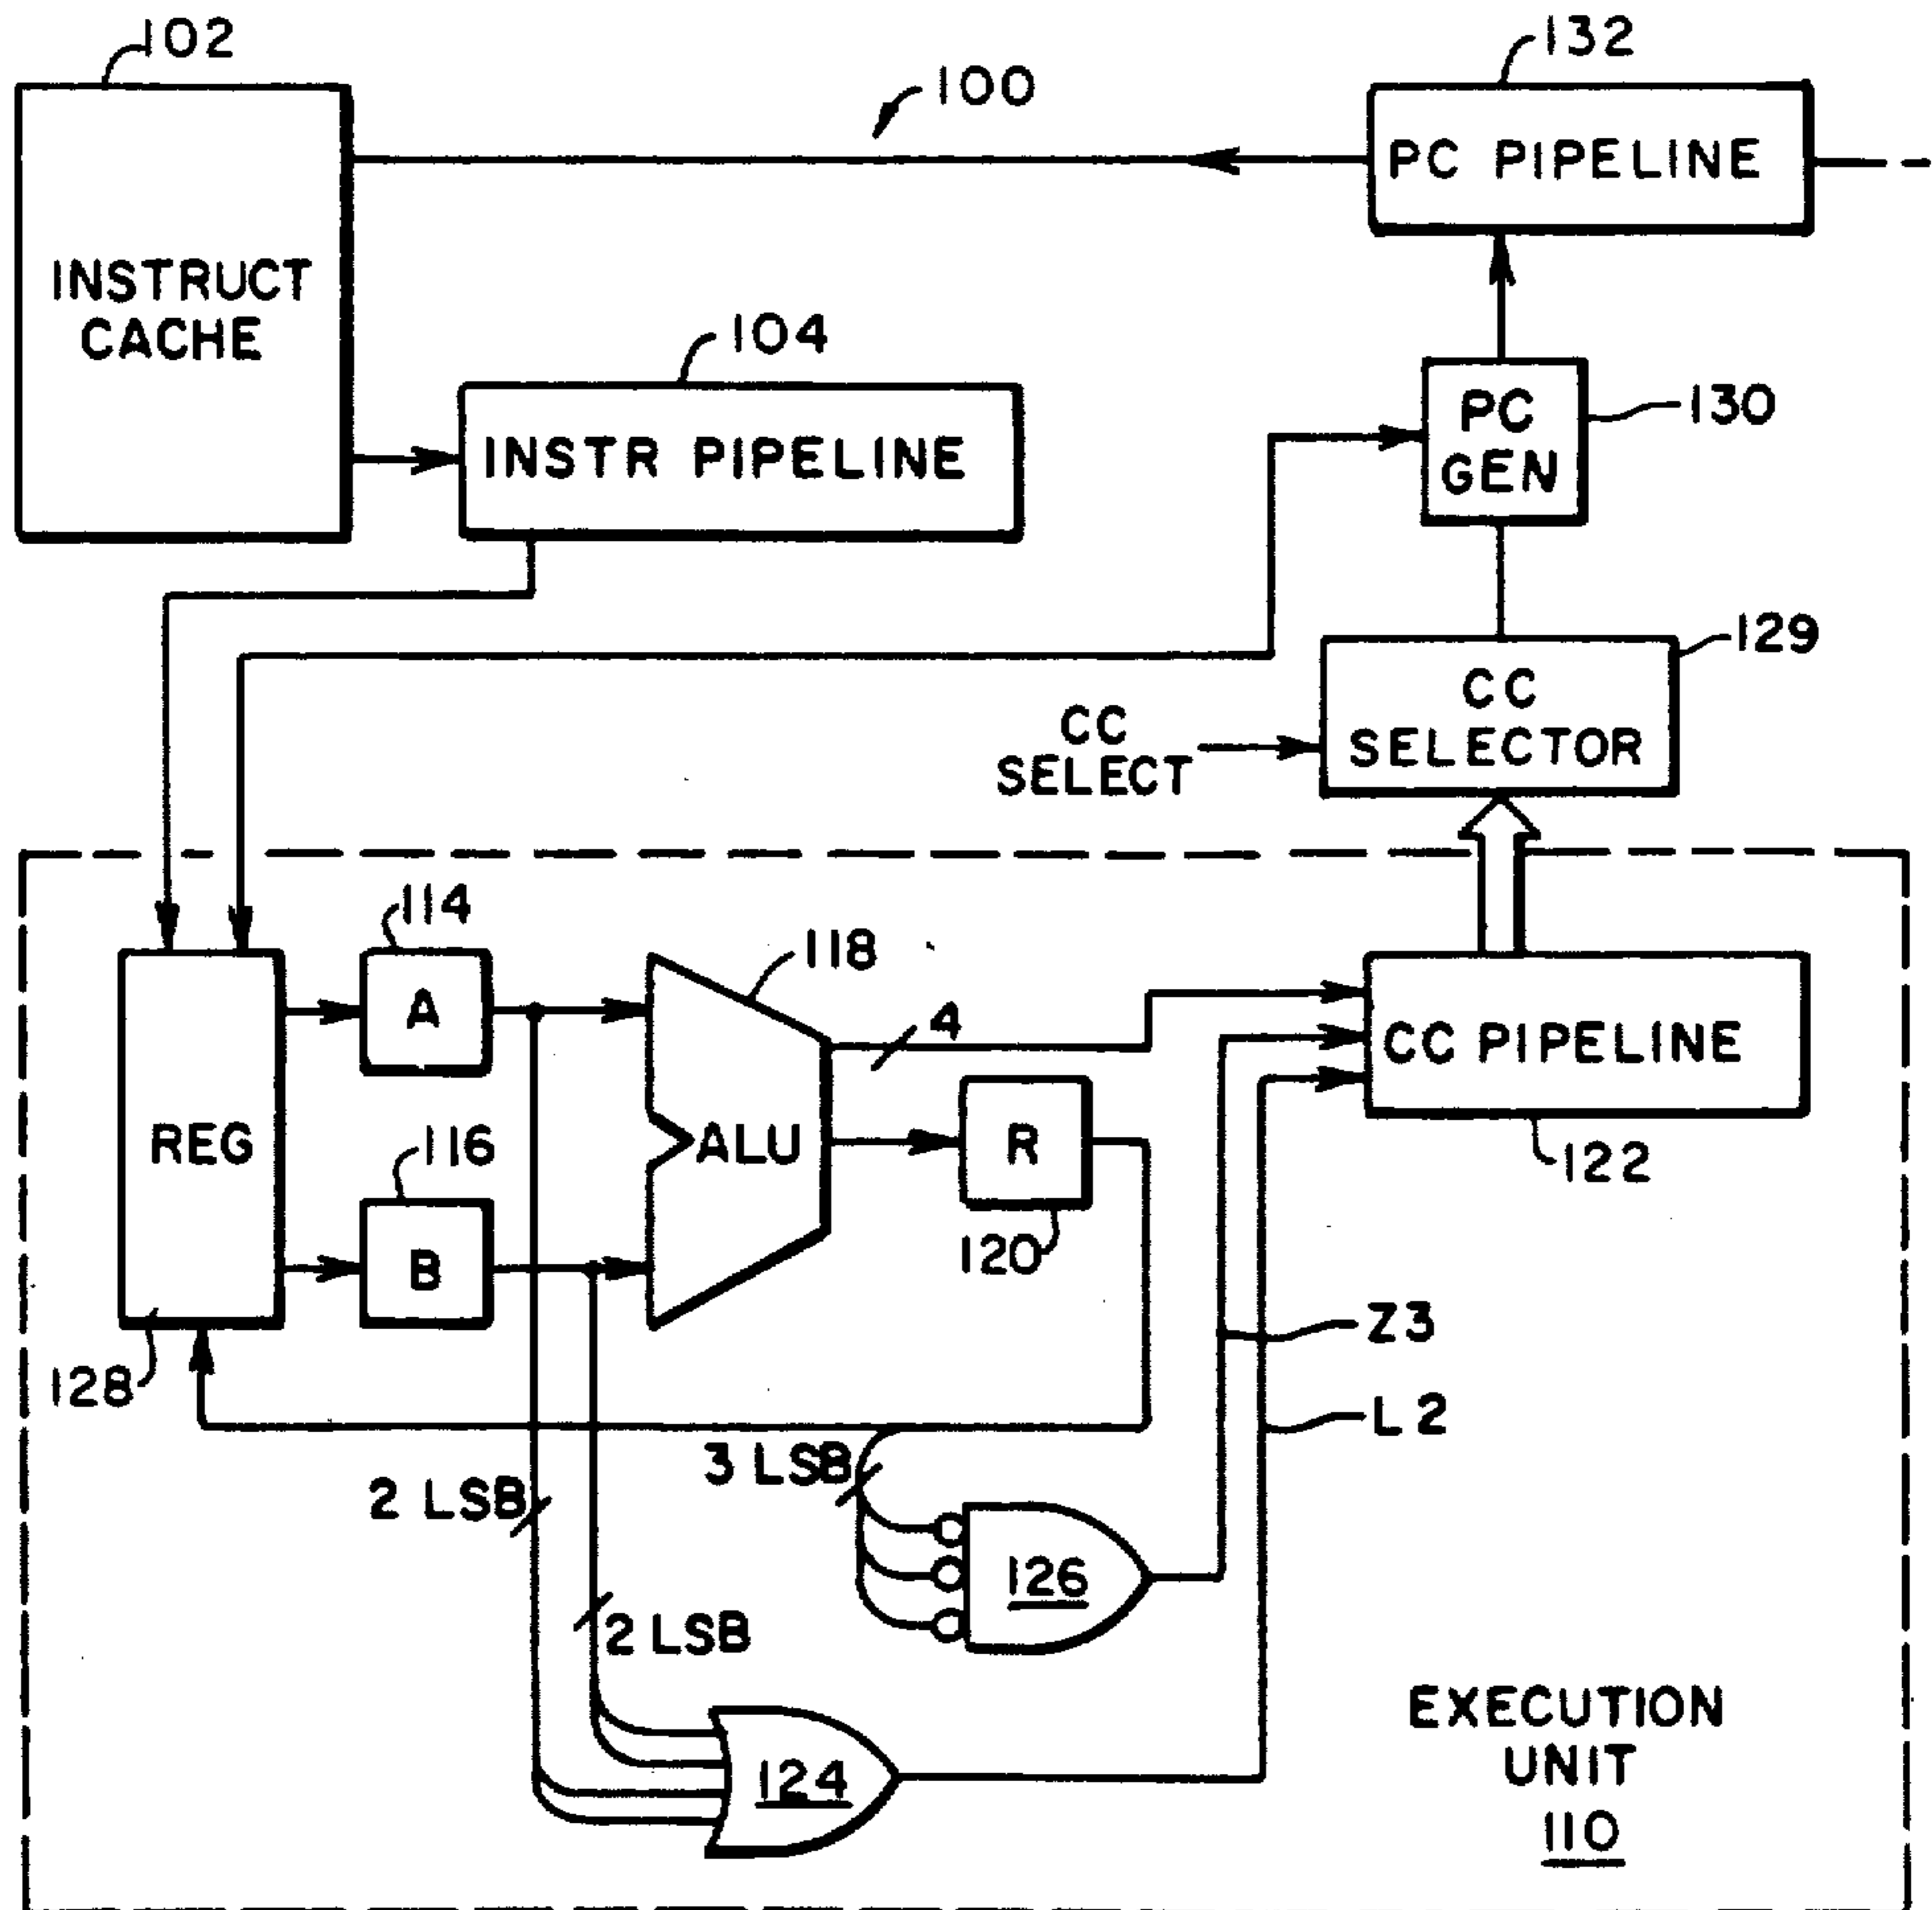 102
132
100
PC PIPELINE
INSTRUCT
CACHE
104
INSTR PIPELINE
PC
GEN
130
129
CC
SELECTOR
CC
SELECT
114
A
118
4
CC PIPELINE
122
REG
116
ALU
R
120
B
128
Z3
L2
3 LSB
2 LSB
126
2 LSB
124
EXECUTION
UNIT
110